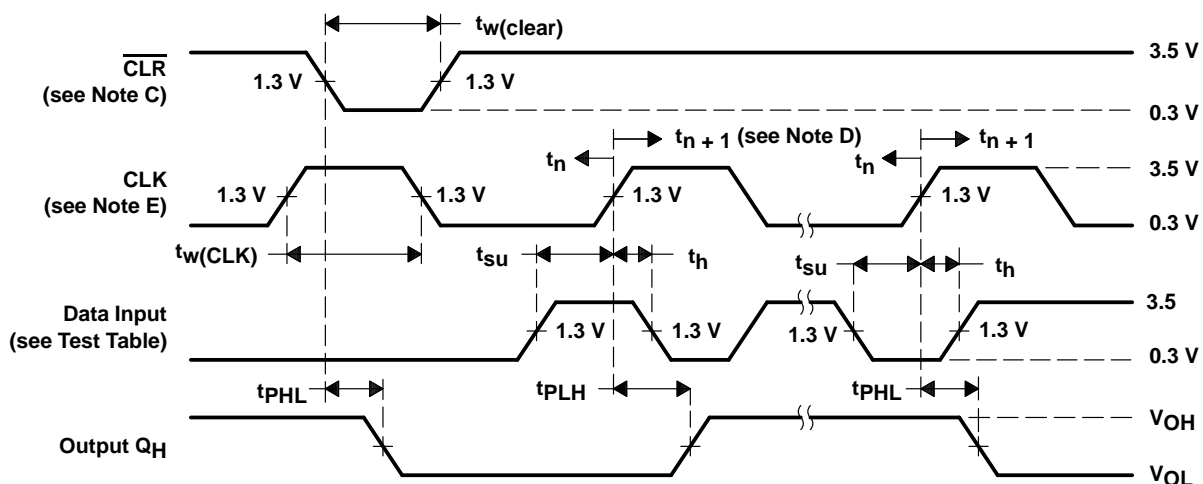 tw(clear)
CLR
(see Note C)
1.3 V
1.3 V
3.5 V
0.3 V
tn
tn + 1 (see Note D)
tn
tn + 1
CLK
(see Note E)
1.3 V
1.3 V
1.3 V
1.3 V
3.5 V
0.3 V
tw(CLK)
tsu
th
tsu
th
Data Input
(see Test Table)
1.3 V
1.3 V
1.3 V
1.3 V
3.5
0.3 V
tPHL
tPLH
tPHL
Output QH
VOH
VOL